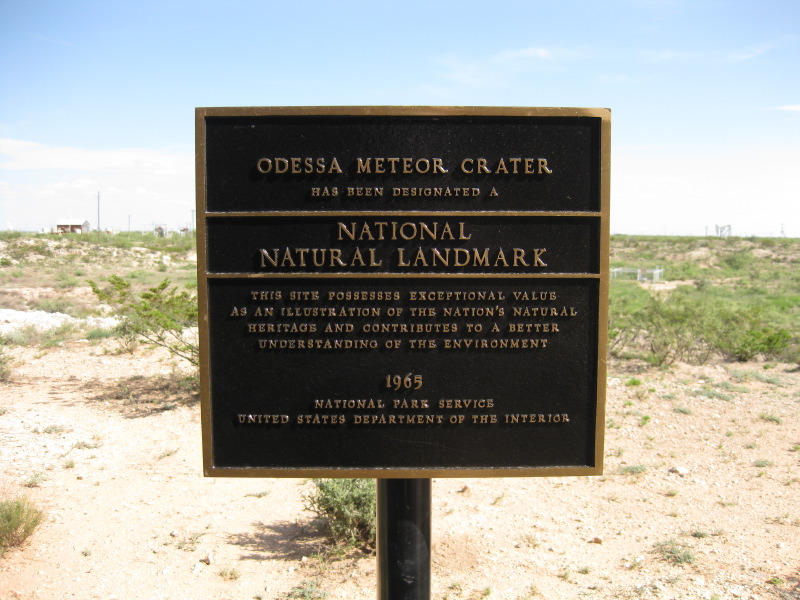 ODESSA METEOR CRATER
HAS BEEN DESIGNATED A
NATIONAL
NATURAL LANDMARK
THIS SITE POSSESSES EXCEPTIONAL VALUE
AS AN ILLUSTRATION OF THE NATION'S NATURAL
HERITAGE AND CONTRIBUTES TO A BETTER
UNDERSTANDING OF THE ENVIRONMENT
1965
NATIONAL PARK SERVICE
UNITED STATES DEPARTMENT OF THE INTERIOR